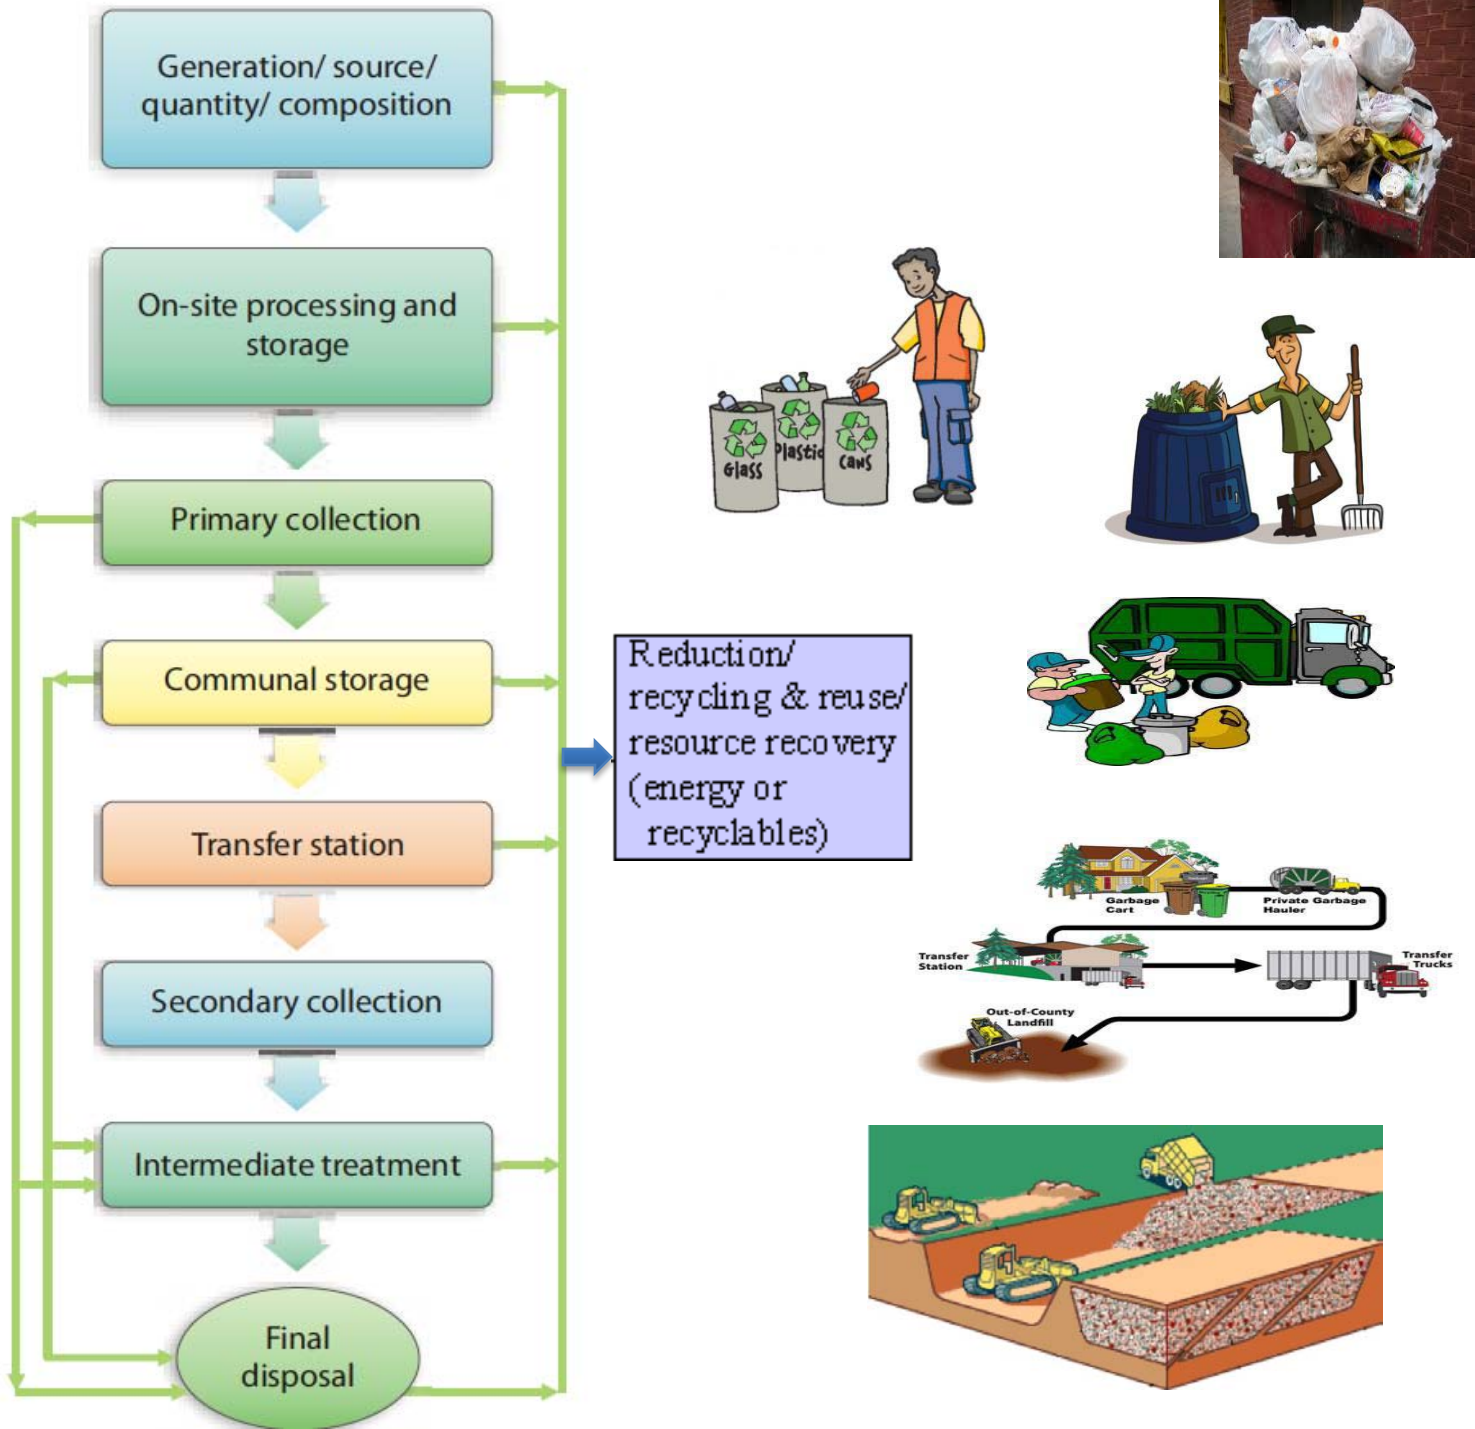 Generation/ source/
quantity/ composition
On-site processing and
storage
Primary collection
Communal storage
Transfer station
Secondary collection
Intermediate treatment
Final
disposal
Reduction/
recycling & reuse/
resource recovery
(energy or
recyclables)
Glass
Plastic
Cans
Garbage
Cart
Private Garbage
Hauler
Transfer
Station
Transfer
Trucks
Out-of-County
Landfill